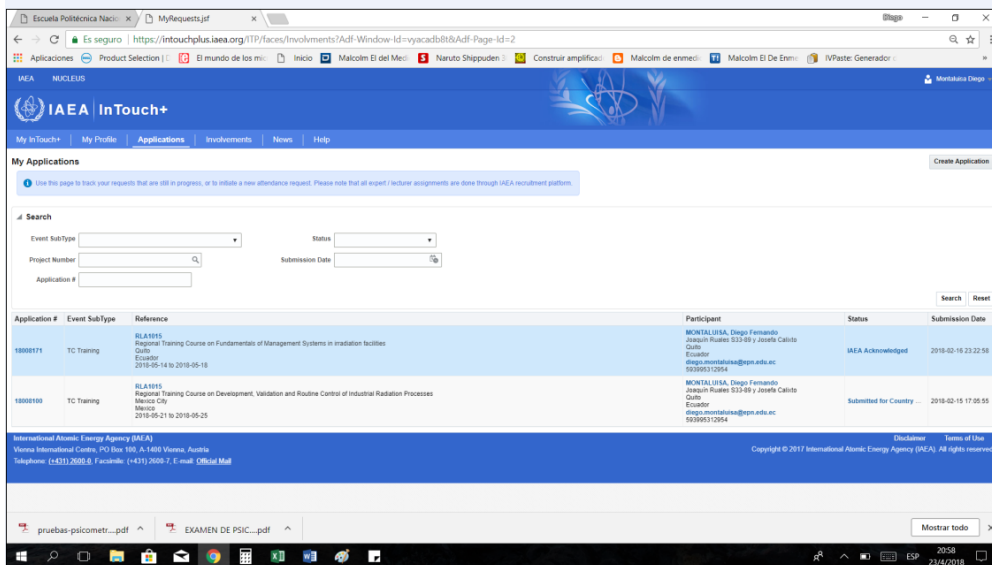 Escuela Politécnica Nacio
MyRequests.jsf
Diego
Es seguro | https://intouchplus.iaea.org/ITP/faces/Involvments?Adf-Window-Id=vyacadb8t&Adf-Page-Id=2
Aplicaciones Product Selection | Inicio Malcolm El del Medi Naruto Shippuden Construir amplificad Malcolm de enmedi Malcolm El De Enme IVPaste: Generador
IAEA NUCLEUS
Montaluisa Diego
IAEA InTouch+
My InTouch+ My Profile Applications Involvements News Help
My Applications
Create Application
Use this page to track your requests that are still in progress, or to initiate a new attendance request. Please note that all expert / lecturer assignments are done through IAEA recruitment platform.
Search
Event SubType Status
Project Number Submission Date
Application #
Search Reset
Application # Event SubType Reference Participant Status Submission Date
18008171 TC Training
RLA1015
Regional Training Course on Fundamentals of Management Systems in irradiation facilities
Quito
Ecuador
2018-05-14 to 2018-05-18
MONTALUISA, Diego Fernando
Joaquín Ruales S33-89 y Josefa Calixto
Quito
Ecuador
diego.montaluisa@epn.edu.ec
593995312954
IAEA Acknowledged 2018-02-16 23:22:58
18008100 TC Training
RLA1015
Regional Training Course on Development, Validation and Routine Control of Industrial Radiation Processes
Mexico City
Mexico
2018-05-21 to 2018-05-25
MONTALUISA, Diego Fernando
Joaquín Ruales S33-89 y Josefa Calixto
Quito
Ecuador
diego.montaluisa@epn.edu.ec
593995312954
Submitted for Country ... 2018-02-15 17:05:55
International Atomic Energy Agency (IAEA)
Vienna International Centre, PO Box 100, A-1400 Vienna, Austria
Telephone: (+431) 2600-0, Facsimile: (+431) 2600-7, E-mail: Official Mail
Disclaimer Terms of Use
Copyright © 2017 International Atomic Energy Agency (IAEA). All rights reserved
pruebas-psicometr....pdf
EXAMEN DE PSIC....pdf
Mostrar todo
ESP
20:58
23/4/2018